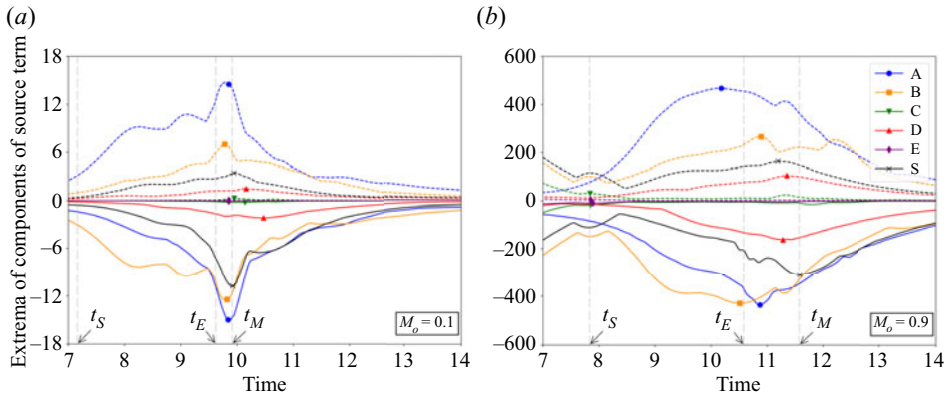 (a)
18
12
6
0
−6
−12
−18
Extrema of components of source term
t_S
t_E
t_M
M_o = 0.1
7 8 9 10 11 12 13 14
Time
(b)
600
400
200
0
−200
−400
−600
A
B
C
D
E
S
t_S
t_E
t_M
M_o = 0.9
7 8 9 10 11 12 13 14
Time